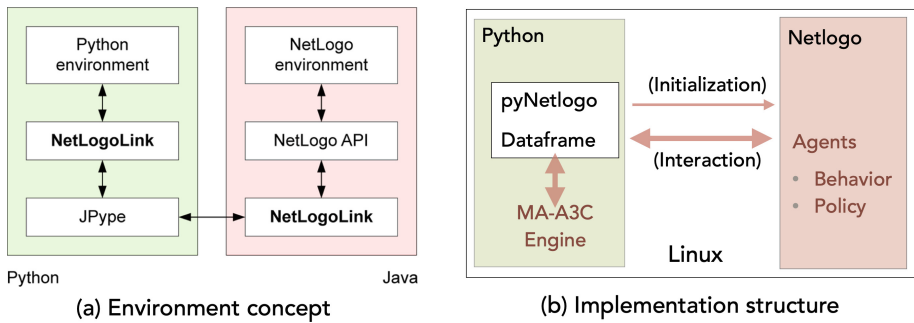 Python
environment
NetLogoLink
JPype
Python
NetLogo
environment
NetLogo API
NetLogoLink
Java
(a) Environment concept
Python
pyNetlogo
Dataframe
MA-A3C
Engine
(Initialization)
(Interaction)
Linux
Netlogo
Agents
• Behavior
• Policy
(b) Implementation structure